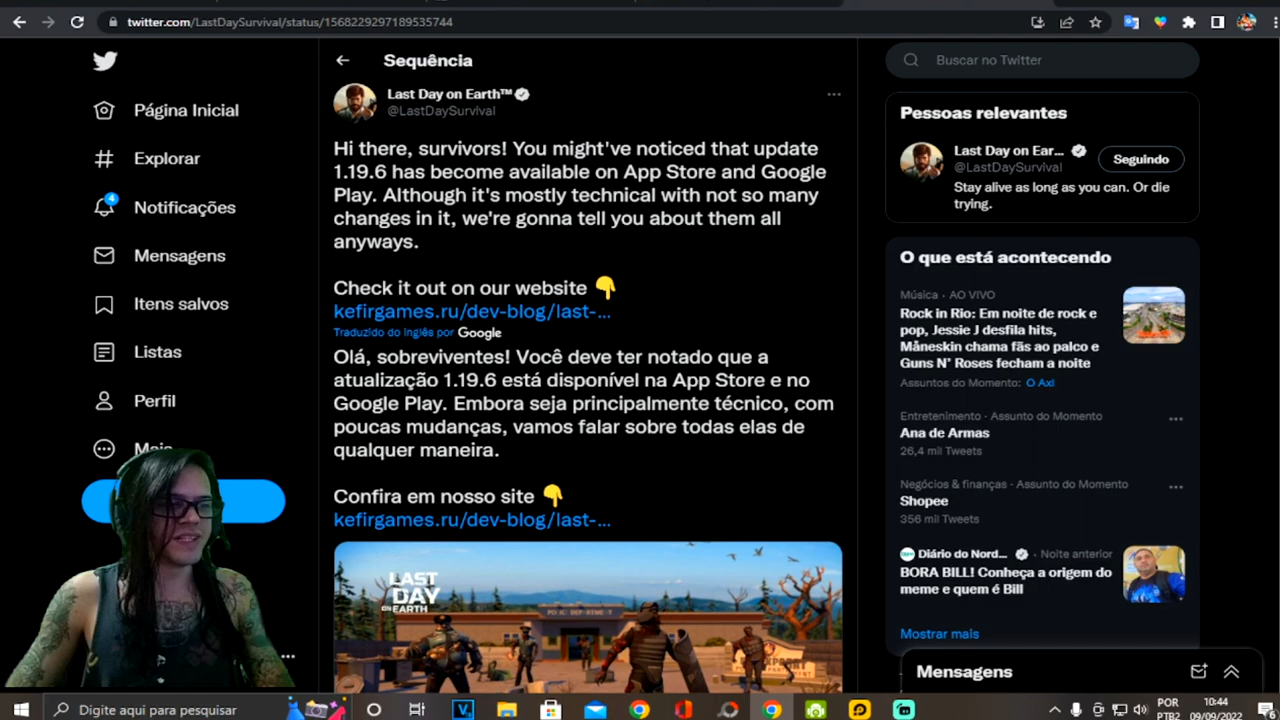 twitter.com/LastDaySurvival/status/1568229297189535744
Página Inicial
Explorar
4
Notificações
Mensagens
Itens salvos
Listas
Perfil
Mais
Sequência
Last Day on Earth™
@LastDaySurvival
Hi there, survivors! You might've noticed that update
1.19.6 has become available on App Store and Google
Play. Although it's mostly technical with not so many
changes in it, we're gonna tell you about them all
anyways.
Check it out on our website 👇
kefirgames.ru/dev-blog/last-...
Traduzido do inglês por Google
Olá, sobreviventes! Você deve ter notado que a
atualização 1.19.6 está disponível na App Store e no
Google Play. Embora seja principalmente técnico, com
poucas mudanças, vamos falar sobre todas elas de
qualquer maneira.
Confira em nosso site 👇
kefirgames.ru/dev-blog/last-...
LAST
DAY
ON EARTH
Buscar no Twitter
Pessoas relevantes
Last Day on Ear...
@LastDaySurvival
Seguindo
Stay alive as long as you can. Or die
trying.
O que está acontecendo
Música · AO VIVO
Rock in Rio: Em noite de rock e
pop, Jessie J desfila hits,
Måneskin chama fãs ao palco e
Guns N' Roses fecham a noite
Assuntos do Momento: O Axl
Entretenimento · Assunto do Momento
Ana de Armas
26,4 mil Tweets
Negócios & finanças · Assunto do Momento
Shopee
356 mil Tweets
Diário do Nord... · Noite anterior
BORA BILL! Conheça a origem do
meme e quem é Bill
Mostrar mais
Mensagens
Digite aqui para pesquisar
POR
PTB2
10:44
09/09/2022